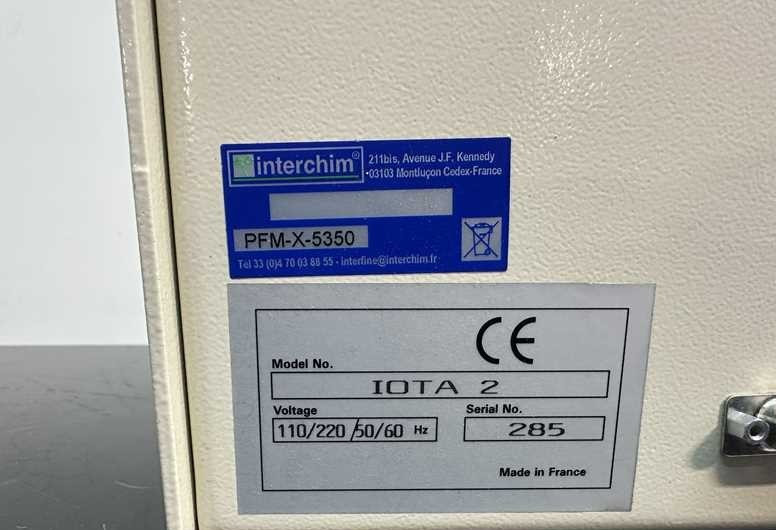 interchim®
211bis, Avenue J.F. Kennedy
•03103 Montluçon Cedex-France
PFM-X-5350
Tel 33 (0)4 70 03 88 55 - interfine@interchim.fr
CE
Model No.
IOTA 2
Voltage
Serial No.
110/220 /50/60 Hz
285
Made in France